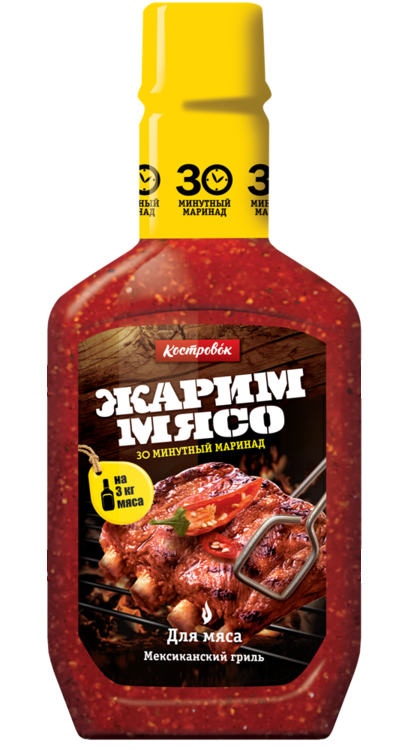 30
МИНУТНЫЙ
МАРИНАД
Костровок
ЖАРИМ
МЯСО
30 МИНУТНЫЙ МАРИНАД
на
3 кг
мяса
Для мяса
Мексиканский гриль